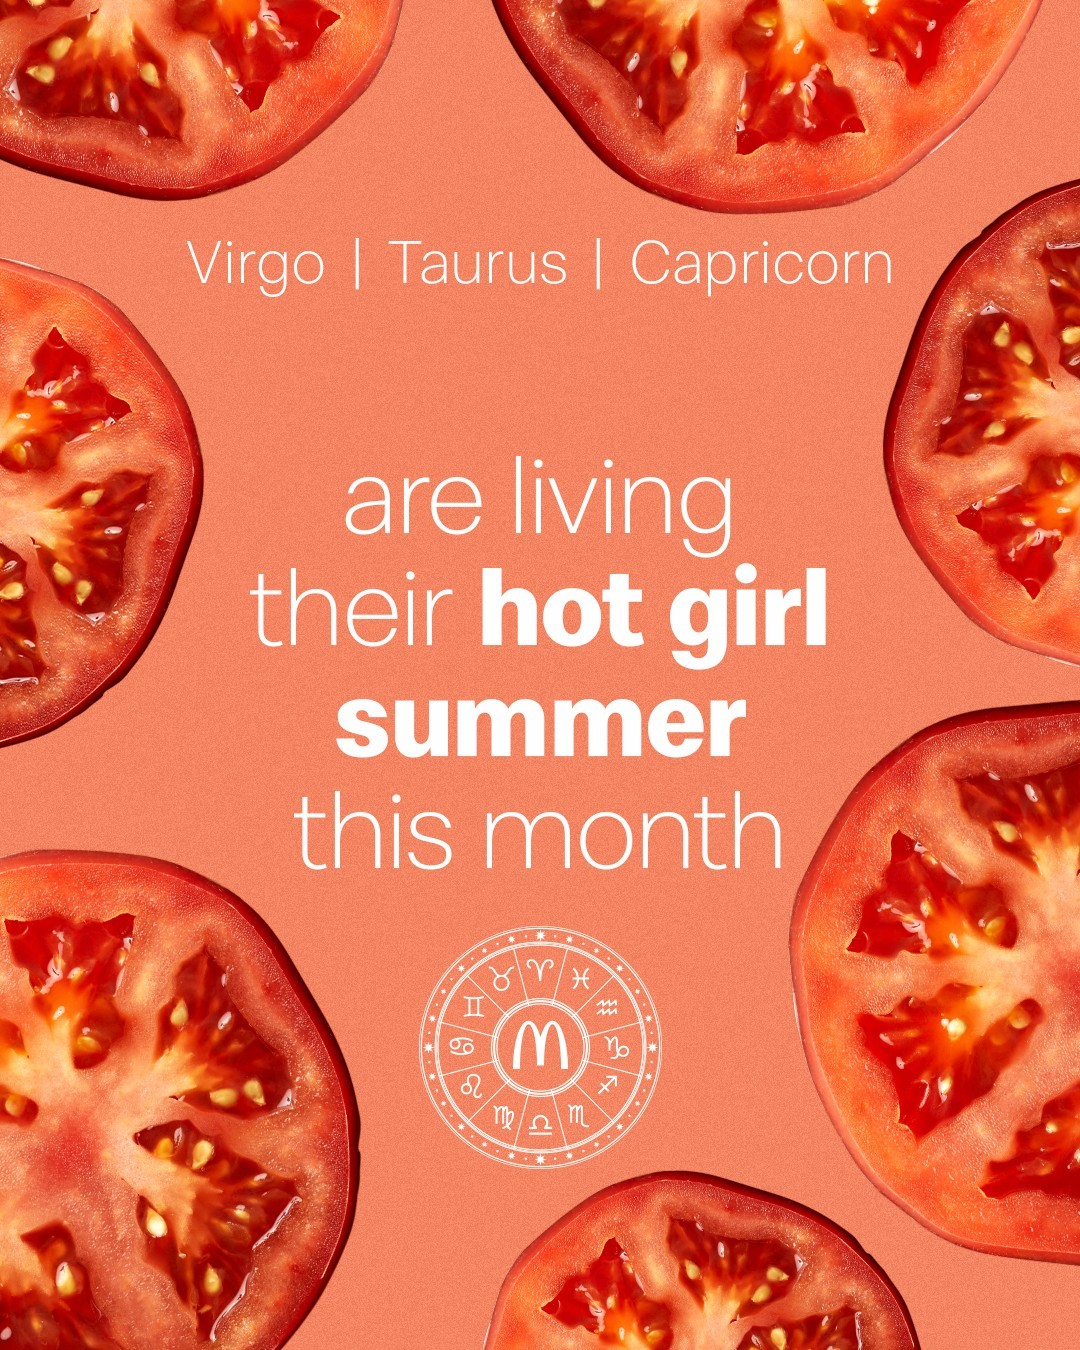 Virgo | Taurus | Capricorn
are living
their hot girl
summer
this month